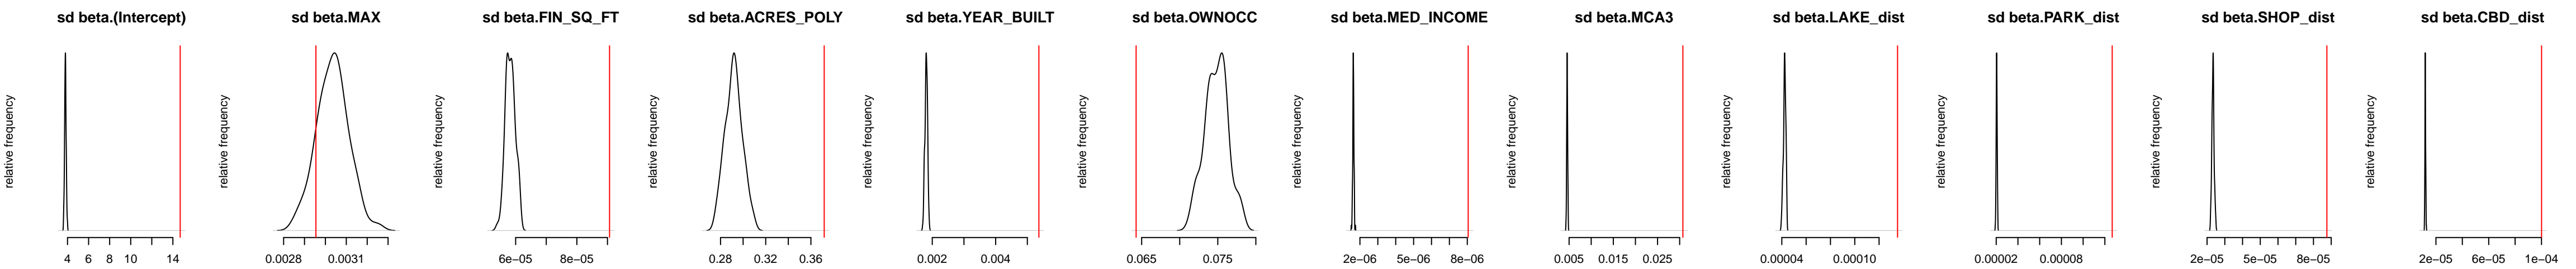 sd beta.(Intercept)
relative frequency
4 6 8 10 14
sd beta.MAX
relative frequency
0.0028 0.0031
sd beta.FIN_SQ_FT
relative frequency
6e−05 8e−05
sd beta.ACRES_POLY
relative frequency
0.28 0.32 0.36
sd beta.YEAR_BUILT
relative frequency
0.002 0.004
sd beta.OWNOCC
relative frequency
0.065 0.075
sd beta.MED_INCOME
relative frequency
2e−06 5e−06 8e−06
sd beta.MCA3
relative frequency
0.005 0.015 0.025
sd beta.LAKE_dist
relative frequency
0.00004 0.00010
sd beta.PARK_dist
relative frequency
0.00002 0.00008
sd beta.SHOP_dist
relative frequency
2e−05 5e−05 8e−05
sd beta.CBD_dist
relative frequency
2e−05 6e−05 1e−04